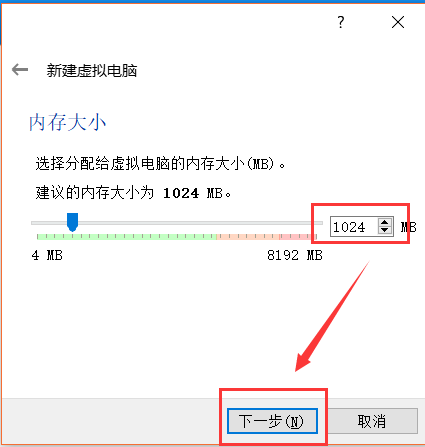 ?
新建虚拟电脑
内存大小
选择分配给虚拟电脑的内存大小(MB)。
建议的内存大小为 1024 MB。
1024 MB
4 MB 8192 MB
下一步(N) 取消